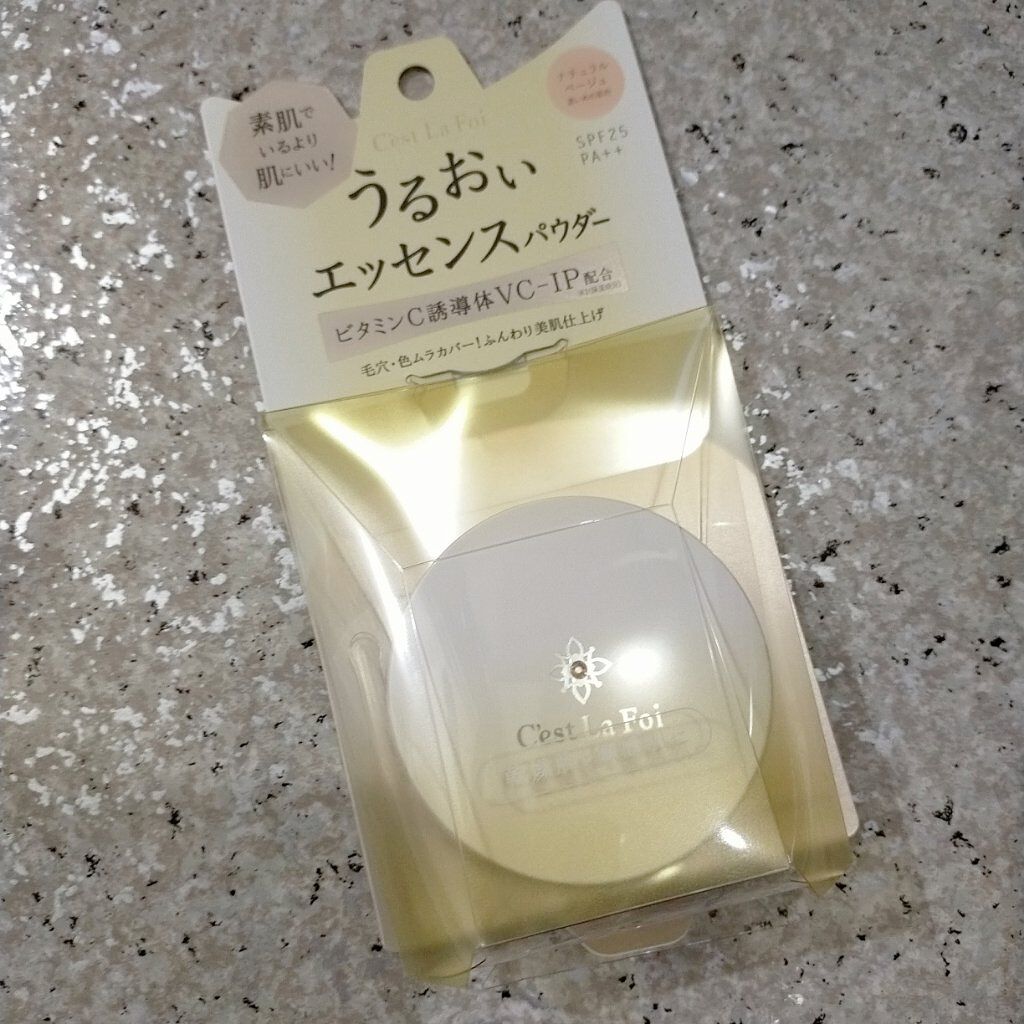 素肌で
いるより
肌にいい!
C'est La Foi
ナチュラル
ベージュ
SPF25
PA++
うるおい
エッセンスパウダー
ビタミンC誘導体VC-IP配合
毛穴・色ムラカバー!ふんわり美肌仕上げ
C'est La Foi